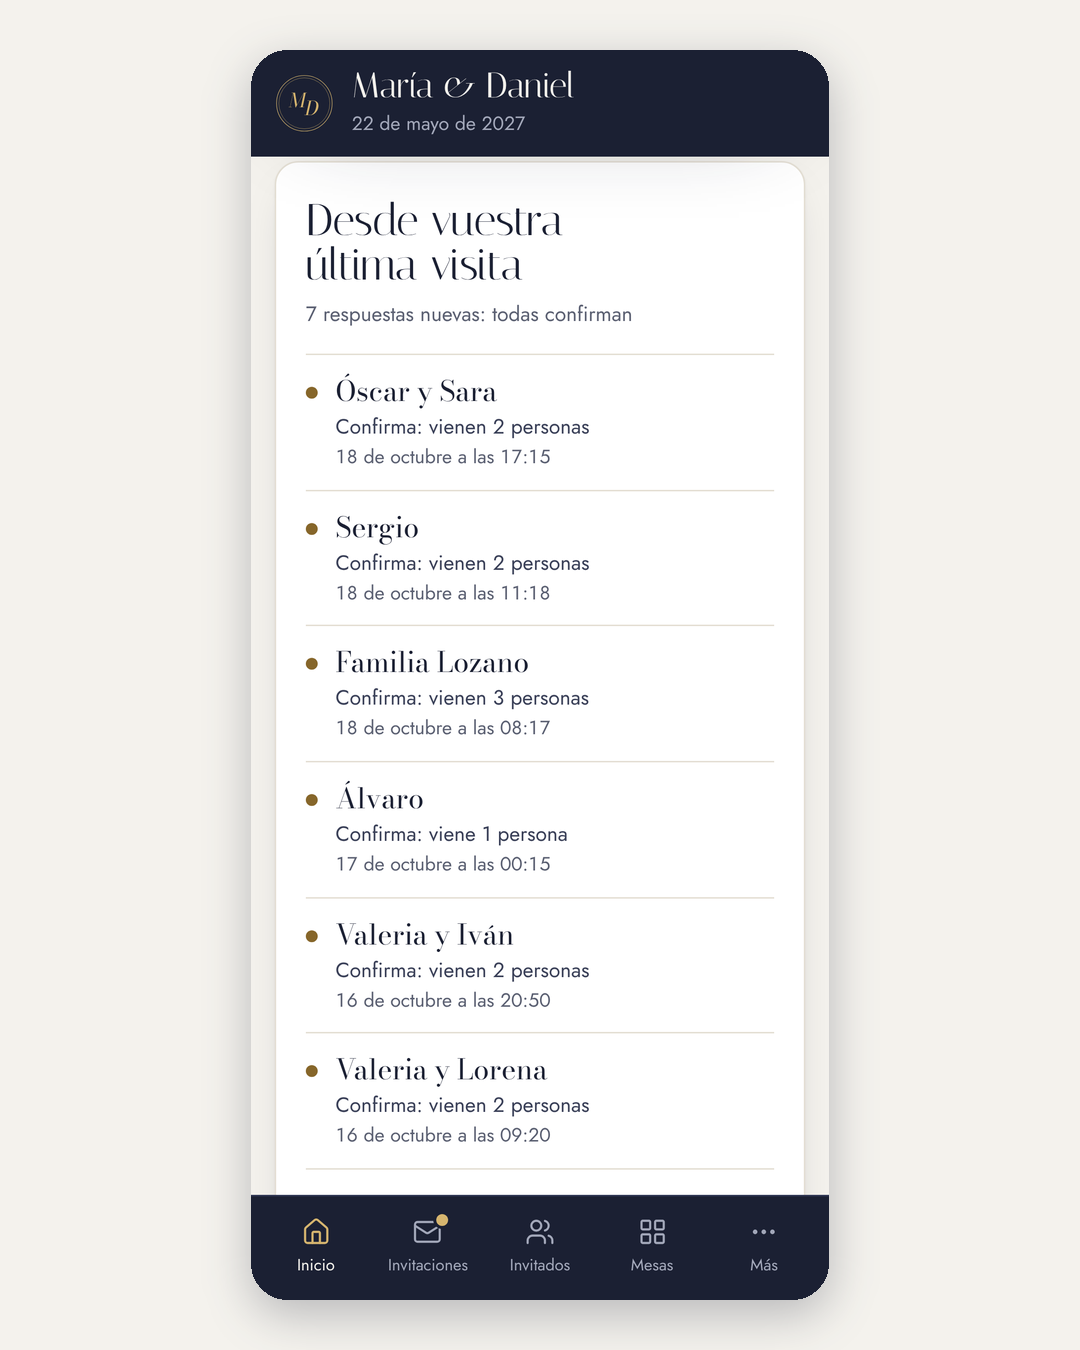 MD
María & Daniel
22 de mayo de 2027
Desde vuestra
última visita
7 respuestas nuevas: todas confirman
Óscar y Sara
Confirma: vienen 2 personas
18 de octubre a las 17:15
Sergio
Confirma: vienen 2 personas
18 de octubre a las 11:18
Familia Lozano
Confirma: vienen 3 personas
18 de octubre a las 08:17
Álvaro
Confirma: viene 1 persona
17 de octubre a las 00:15
Valeria y Iván
Confirma: vienen 2 personas
16 de octubre a las 20:50
Valeria y Lorena
Confirma: vienen 2 personas
16 de octubre a las 09:20
Inicio
Invitaciones
Invitados
Mesas
Más